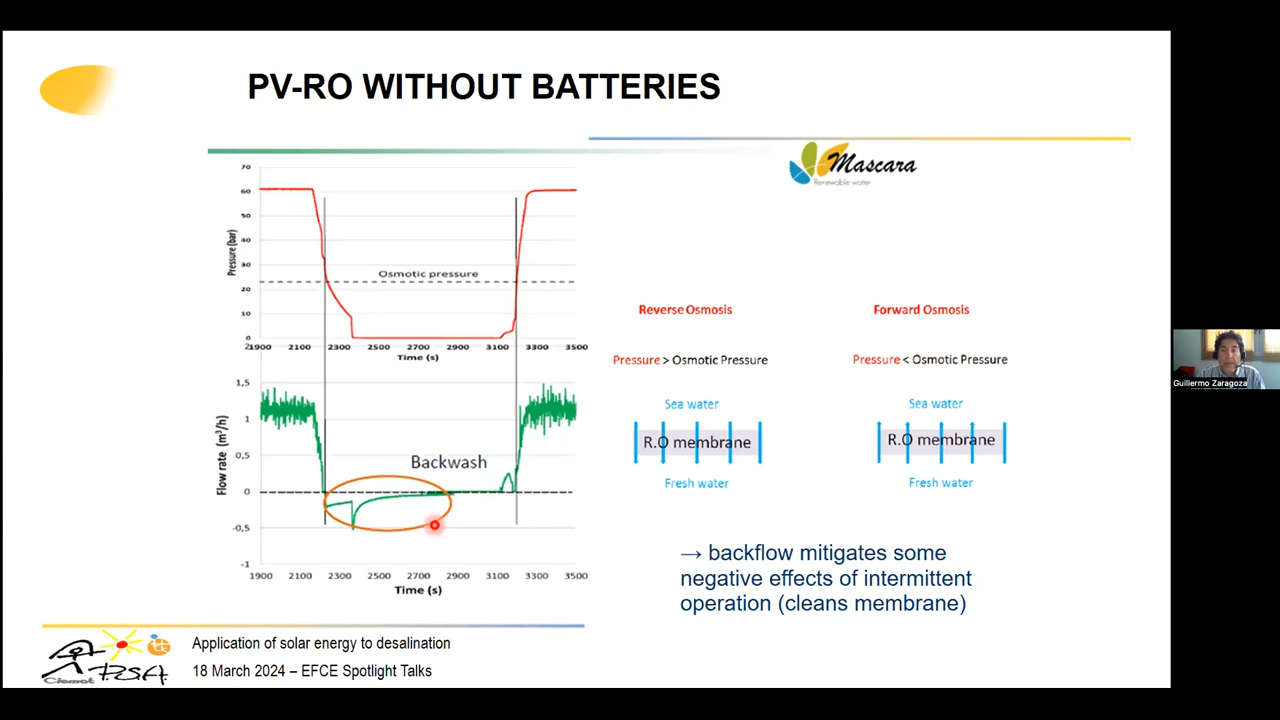 PV-RO WITHOUT BATTERIES
Mascara
Renewable water
70
60
50
40
30
20
10
0
Pressure (bar)
Osmotic pressure
1900 2100 2300 2500 2700 2900 3100 3300 3500
Time (s)
1,5
1
0,5
0
-0,5
-1
Flow rate (m³/h)
Backwash
1900 2100 2300 2500 2700 2900 3100 3300 3500
Time (s)
Reverse Osmosis
Pressure > Osmotic Pressure
Sea water
R.O membrane
Fresh water
Forward Osmosis
Pressure < Osmotic Pressure
Sea water
R.O membrane
Fresh water
→ backflow mitigates some
negative effects of intermittent
operation (cleans membrane)
Ciemat
PSA
Application of solar energy to desalination
18 March 2024 – EFCE Spotlight Talks
Guillermo Zaragoza